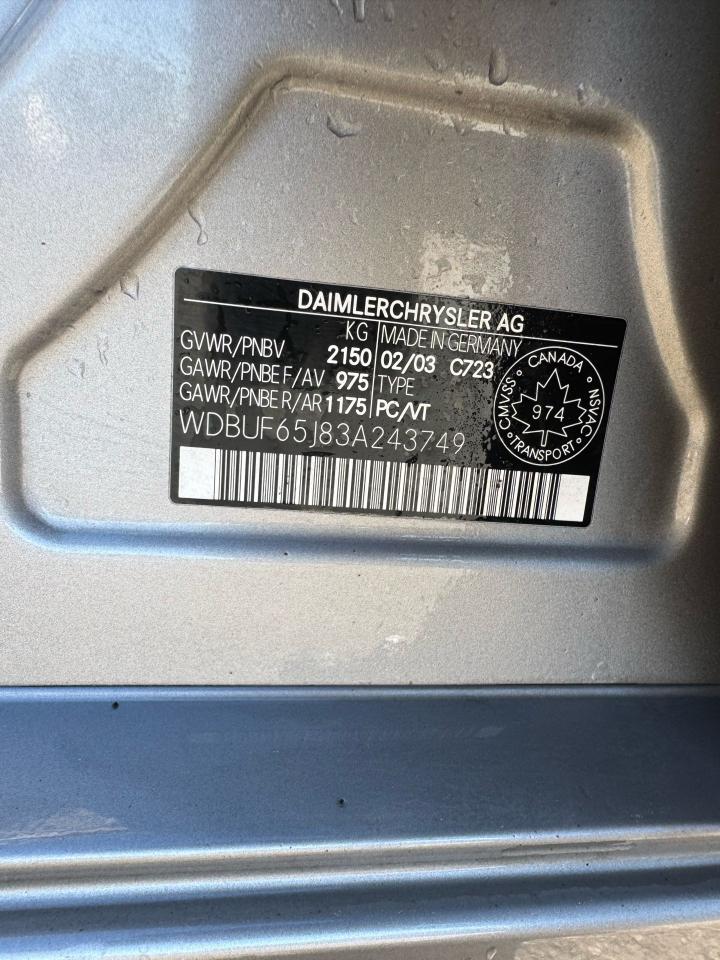 DAIMLERCHRYSLER AG
KG MADE IN GERMANY
GVWR/PNBV 2150 02/03 C723
GAWR/PNBE F/AV 975 TYPE
GAWR/PNBE R/AR 1175 PC/VT
WDBUF65J83A243749
CANADA
CMVSS 974 NSVAC
TRANSPORT